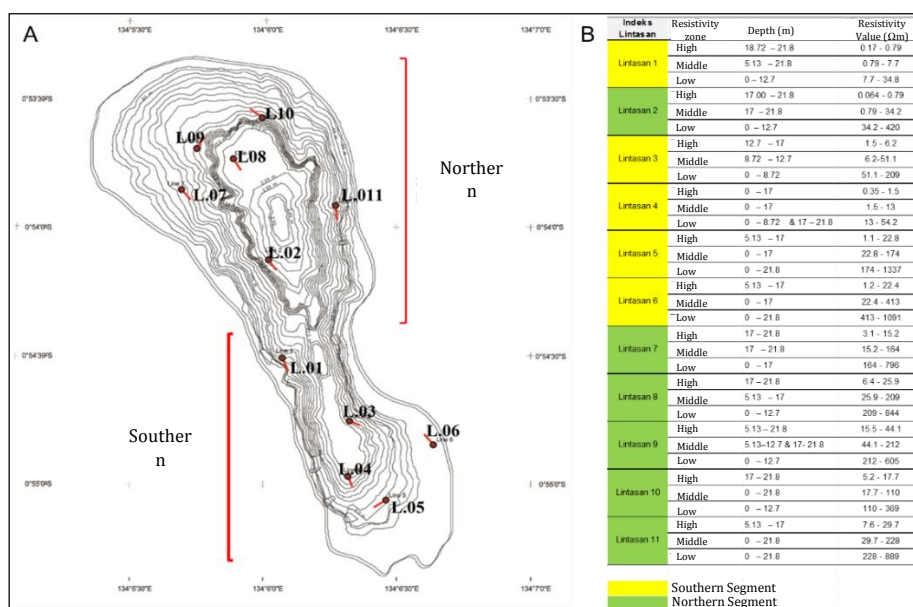 A
134°5'30"E 134°6'0"E 134°6'30"E 134°7'0"E
0°53'30"S 0°53'30"S
0°54'0"S 0°54'0"S
0°54'30"S 0°54'30"S
0°55'0"S 0°55'0"S
134°5'30"E 134°6'0"E 134°6'30"E 134°7'0"E
L10
L09
L08
L.07
L.011
L.02
L.01
L.03
L.06
Line 6
L.04
L.05
Norther
n
Souther
n
B
Indeks Lintasan Resistivity zone Depth (m) Resistivity Value (Ωm)
Lintasan 1
High 18.72 – 21.8 0.17 - 0.79
Middle 5.13 – 21.8 0.79 - 7.7
Low 0 – 12.7 7.7 - 34.8
Lintasan 2
High 17.00 – 21.8 0.064 - 0.79
Middle 17 – 21.8 0.79 - 34.2
Low 0 – 12.7 34.2 - 420
Lintasan 3
High 12.7 – 17 1.5 - 6.2
Middle 8.72 – 12.7 6.2-51.1
Low 0 – 8.72 51.1 - 209
Lintasan 4
High 0 – 17 0.35 - 1.5
Middle 0 – 17 1.5 - 13
Low 0 – 8.72 & 17 – 21.8 13 - 54.2
Lintasan 5
High 5.13 – 17 1.1 - 22.8
Middle 0 – 17 22.8 - 174
Low 0 – 21.8 174 - 1337
Lintasan 6
High 5.13 – 17 1.2 - 22.4
Middle 0 – 17 22.4 - 413
Low 0 – 21.8 413 - 1091
Lintasan 7
High 17 – 21.8 3.1 - 15.2
Middle 17 – 21.8 15.2 - 164
Low 0 – 17 164 - 796
Lintasan 8
High 17 – 21.8 6.4 - 25.9
Middle 5.13 – 17 25.9 - 209
Low 0 – 12.7 209 - 844
Lintasan 9
High 5.13 – 21.8 15.5 - 44.1
Middle 5.13–12.7 & 17- 21.8 44.1 - 212
Low 0 – 12.7 212 - 605
Lintasan 10
High 17 – 21.8 5.2 - 17.7
Middle 0 – 21.8 17.7 - 110
Low 0 – 12.7 110 - 369
Lintasan 11
High 5.13 – 17 7.6 - 29.7
Middle 0 – 21.8 29.7 - 228
Low 0 – 21.8 228 - 889
Southern Segment
Northern Segment